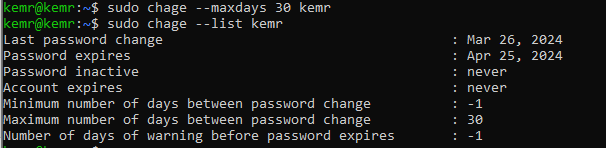 kemr@kemr:~$ sudo chage --maxdays 30 kemr
kemr@kemr:~$ sudo chage --list kemr
Last password change : Mar 26, 2024
Password expires : Apr 25, 2024
Password inactive : never
Account expires : never
Minimum number of days between password change : -1
Maximum number of days between password change : 30
Number of days of warning before password expires : -1